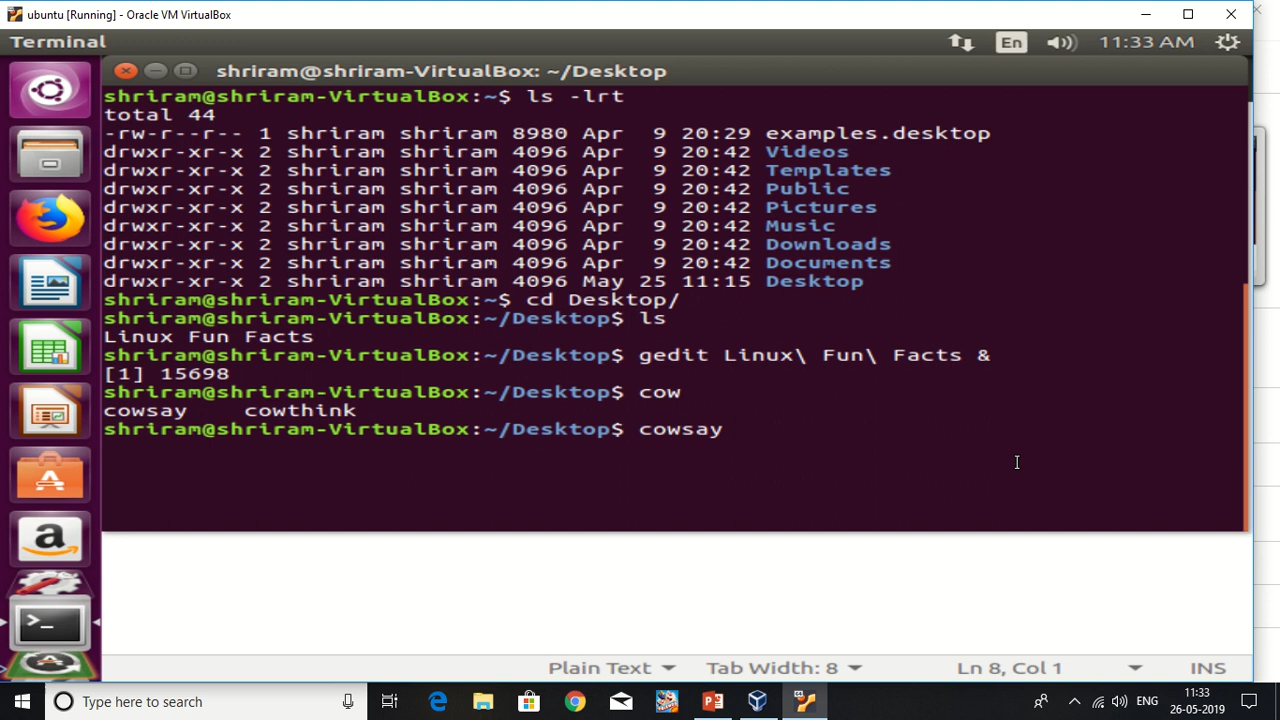 ubuntu [Running] - Oracle VM VirtualBox
Terminal En 11:33 AM
shriram@shriram-VirtualBox: ~/Desktop
shriram@shriram-VirtualBox:~$ ls -lrt
total 44
-rw-r--r-- 1 shriram shriram 8980 Apr  9 20:29 examples.desktop
drwxr-xr-x 2 shriram shriram 4096 Apr  9 20:42 Videos
drwxr-xr-x 2 shriram shriram 4096 Apr  9 20:42 Templates
drwxr-xr-x 2 shriram shriram 4096 Apr  9 20:42 Public
drwxr-xr-x 2 shriram shriram 4096 Apr  9 20:42 Pictures
drwxr-xr-x 2 shriram shriram 4096 Apr  9 20:42 Music
drwxr-xr-x 2 shriram shriram 4096 Apr  9 20:42 Downloads
drwxr-xr-x 2 shriram shriram 4096 Apr  9 20:42 Documents
drwxr-xr-x 2 shriram shriram 4096 May 25 11:15 Desktop
shriram@shriram-VirtualBox:~$ cd Desktop/
shriram@shriram-VirtualBox:~/Desktop$ ls
Linux Fun Facts
shriram@shriram-VirtualBox:~/Desktop$ gedit Linux\ Fun\ Facts &
[1] 15698
shriram@shriram-VirtualBox:~/Desktop$ cow
cowsay    cowthink
shriram@shriram-VirtualBox:~/Desktop$ cowsay
Plain Text Tab Width: 8 Ln 8, Col 1 INS
Type here to search
ENG
11:33
26-05-2019